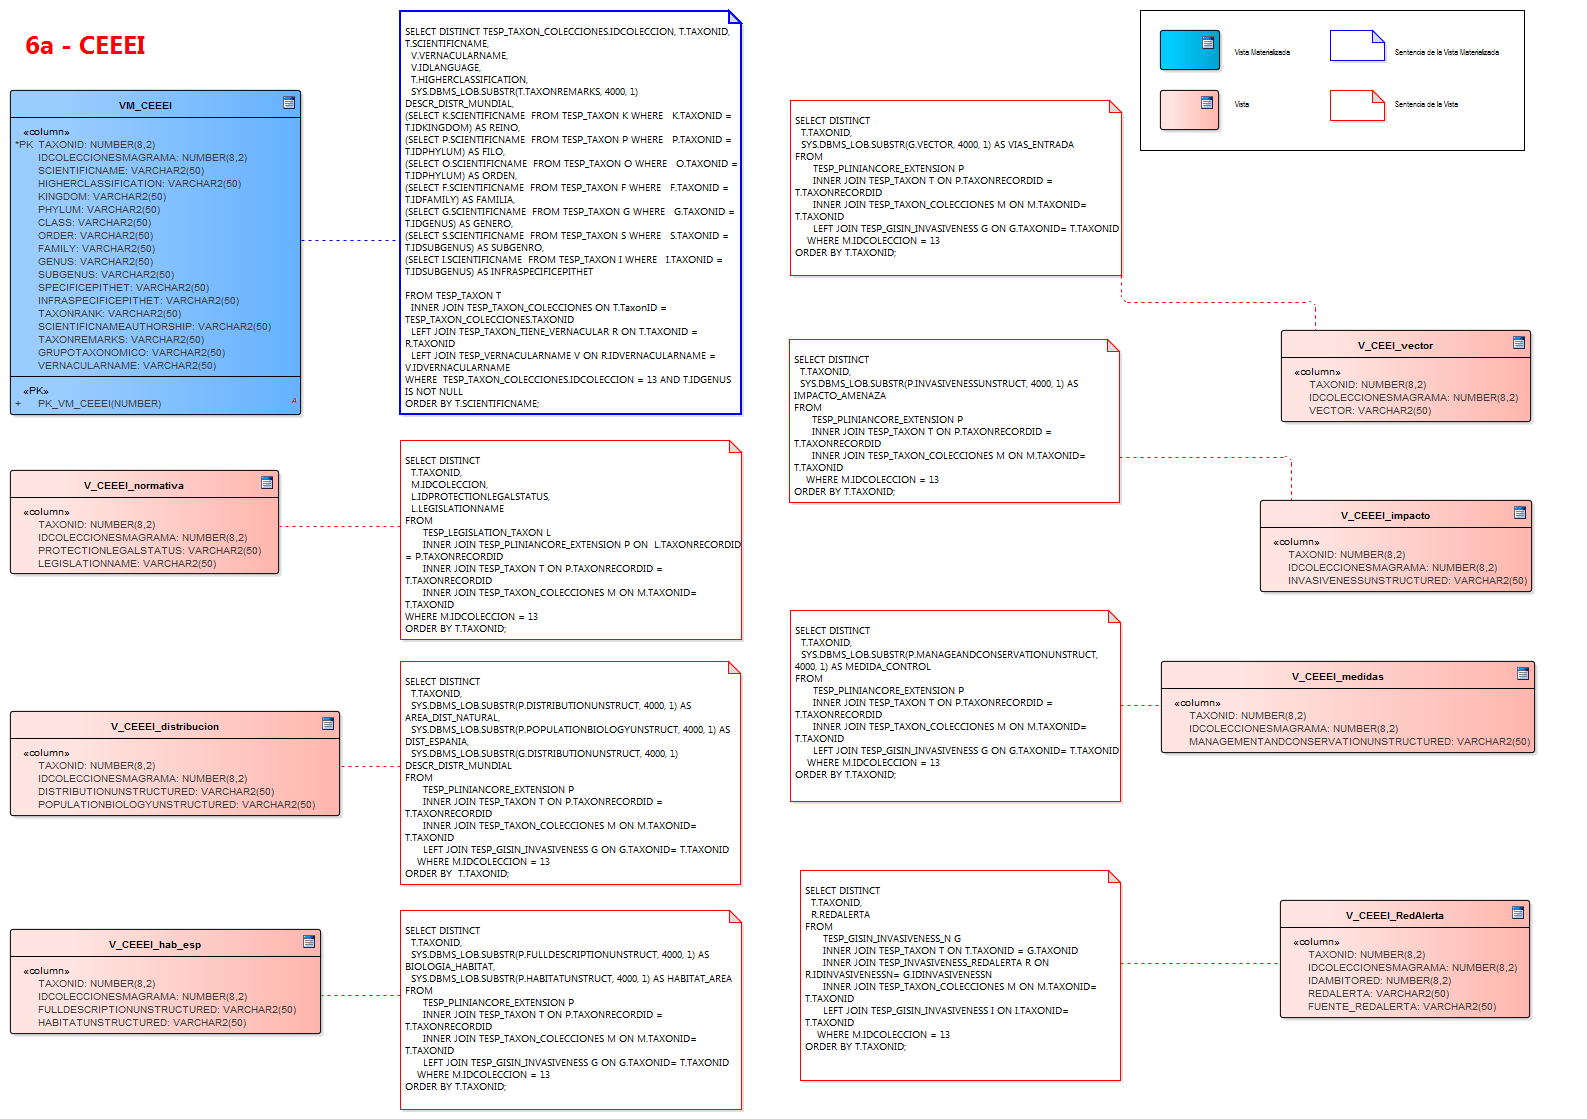 6a - CEEEI
VM_CEEEI
«column»
*PK TAXONID: NUMBER(8,2)
IDCOLECCIONESMAGRAMA: NUMBER(8,2)
SCIENTIFICNAME: VARCHAR2(50)
HIGHERCLASSIFICATION: VARCHAR2(50)
KINGDOM: VARCHAR2(50)
PHYLUM: VARCHAR2(50)
CLASS: VARCHAR2(50)
ORDER: VARCHAR2(50)
FAMILY: VARCHAR2(50)
GENUS: VARCHAR2(50)
SUBGENUS: VARCHAR2(50)
SPECIFICEPITHET: VARCHAR2(50)
INFRASPECIFICEPITHET: VARCHAR2(50)
TAXONRANK: VARCHAR2(50)
SCIENTIFICNAMEAUTHORSHIP: VARCHAR2(50)
TAXONREMARKS: VARCHAR2(50)
GRUPOTAXONOMICO: VARCHAR2(50)
VERNACULARNAME: VARCHAR2(50)
«PK»
+ PK_VM_CEEEI(NUMBER)
SELECT DISTINCT TESP_TAXON_COLECCIONES.IDCOLECCION, T.TAXONID,
T.SCIENTIFICNAME,
V.VERNACULARNAME,
V.IDLANGUAGE,
T.HIGHERCLASSIFICATION,
SYS.DBMS_LOB.SUBSTR(T.TAXONREMARKS, 4000, 1)
DESCR_DISTR_MUNDIAL,
(SELECT K.SCIENTIFICNAME FROM TESP_TAXON K WHERE K.TAXONID =
T.IDKINGDOM) AS REINO,
(SELECT P.SCIENTIFICNAME FROM TESP_TAXON P WHERE P.TAXONID =
T.IDPHYLUM) AS FILO,
(SELECT O.SCIENTIFICNAME FROM TESP_TAXON O WHERE O.TAXONID =
T.IDPHYLUM) AS ORDEN,
(SELECT F.SCIENTIFICNAME FROM TESP_TAXON F WHERE F.TAXONID =
T.IDFAMILY) AS FAMILIA,
(SELECT G.SCIENTIFICNAME FROM TESP_TAXON G WHERE G.TAXONID =
T.IDGENUS) AS GENERO,
(SELECT S.SCIENTIFICNAME FROM TESP_TAXON S WHERE S.TAXONID =
T.IDSUBGENUS) AS SUBGENRO,
(SELECT I.SCIENTIFICNAME FROM TESP_TAXON I WHERE I.TAXONID =
T.IDSUBGENUS) AS INFRASPECIFICEPITHET
FROM TESP_TAXON T
INNER JOIN TESP_TAXON_COLECCIONES ON T.TaxonID =
TESP_TAXON_COLECCIONES.TAXONID
LEFT JOIN TESP_TAXON_TIENE_VERNACULAR R ON T.TAXONID =
R.TAXONID
LEFT JOIN TESP_VERNACULARNAME V ON R.IDVERNACULARNAME =
V.IDVERNACULARNAME
WHERE TESP_TAXON_COLECCIONES.IDCOLECCION = 13 AND T.IDGENUS
IS NOT NULL
ORDER BY T.SCIENTIFICNAME;
Vista Materializada
Sentencia de la Vista Materializada
Vista
Sentencia de la Vista
SELECT DISTINCT
T.TAXONID,
SYS.DBMS_LOB.SUBSTR(G.VECTOR, 4000, 1) AS VIAS_ENTRADA
FROM
TESP_PLINIANCORE_EXTENSION P
INNER JOIN TESP_TAXON T ON P.TAXONRECORDID =
T.TAXONRECORDID
INNER JOIN TESP_TAXON_COLECCIONES M ON M.TAXONID=
T.TAXONID
LEFT JOIN TESP_GISIN_INVASIVENESS G ON G.TAXONID= T.TAXONID
WHERE M.IDCOLECCION = 13
ORDER BY T.TAXONID;
V_CEEI_vector
«column»
TAXONID: NUMBER(8,2)
IDCOLECCIONESMAGRAMA: NUMBER(8,2)
VECTOR: VARCHAR2(50)
SELECT DISTINCT
T.TAXONID,
SYS.DBMS_LOB.SUBSTR(P.INVASIVENESSUNSTRUCT, 4000, 1) AS
IMPACTO_AMENAZA
FROM
TESP_PLINIANCORE_EXTENSION P
INNER JOIN TESP_TAXON T ON P.TAXONRECORDID =
T.TAXONRECORDID
INNER JOIN TESP_TAXON_COLECCIONES M ON M.TAXONID=
T.TAXONID
WHERE M.IDCOLECCION = 13
ORDER BY T.TAXONID;
V_CEEEI_impacto
«column»
TAXONID: NUMBER(8,2)
IDCOLECCIONESMAGRAMA: NUMBER(8,2)
INVASIVENESSUNSTRUCTURED: VARCHAR2(50)
V_CEEEI_normativa
«column»
TAXONID: NUMBER(8,2)
IDCOLECCIONESMAGRAMA: NUMBER(8,2)
PROTECTIONLEGALSTATUS: VARCHAR2(50)
LEGISLATIONNAME: VARCHAR2(50)
SELECT DISTINCT
T.TAXONID,
M.IDCOLECCION,
L.IDPROTECTIONLEGALSTATUS,
L.LEGISLATIONNAME
FROM
TESP_LEGISLATION_TAXON L
INNER JOIN TESP_PLINIANCORE_EXTENSION P ON L.TAXONRECORDID
= P.TAXONRECORDID
INNER JOIN TESP_TAXON T ON P.TAXONRECORDID =
T.TAXONRECORDID
INNER JOIN TESP_TAXON_COLECCIONES M ON M.TAXONID=
T.TAXONID
WHERE M.IDCOLECCION = 13
ORDER BY T.TAXONID;
SELECT DISTINCT
T.TAXONID,
SYS.DBMS_LOB.SUBSTR(P.MANAGEANDCONSERVATIONUNSTRUCT,
4000, 1) AS MEDIDA_CONTROL
FROM
TESP_PLINIANCORE_EXTENSION P
INNER JOIN TESP_TAXON T ON P.TAXONRECORDID =
T.TAXONRECORDID
INNER JOIN TESP_TAXON_COLECCIONES M ON M.TAXONID=
T.TAXONID
LEFT JOIN TESP_GISIN_INVASIVENESS G ON G.TAXONID= T.TAXONID
WHERE M.IDCOLECCION = 13
ORDER BY T.TAXONID;
V_CEEEI_medidas
«column»
TAXONID: NUMBER(8,2)
IDCOLECCIONESMAGRAMA: NUMBER(8,2)
MANAGEMENTANDCONSERVATIONUNSTRUCTURED: VARCHAR2(50)
V_CEEEI_distribucion
«column»
TAXONID: NUMBER(8,2)
IDCOLECCIONESMAGRAMA: NUMBER(8,2)
DISTRIBUTIONUNSTRUCTURED: VARCHAR2(50)
POPULATIONBIOLOGYUNSTRUCTURED: VARCHAR2(50)
SELECT DISTINCT
T.TAXONID,
SYS.DBMS_LOB.SUBSTR(P.DISTRIBUTIONUNSTRUCT, 4000, 1) AS
AREA_DIST_NATURAL,
SYS.DBMS_LOB.SUBSTR(P.POPULATIONBIOLOGYUNSTRUCT, 4000, 1) AS
DIST_ESPANIA,
SYS.DBMS_LOB.SUBSTR(G.DISTRIBUTIONUNSTRUCT, 4000, 1)
DESCR_DISTR_MUNDIAL
FROM
TESP_PLINIANCORE_EXTENSION P
INNER JOIN TESP_TAXON T ON P.TAXONRECORDID =
T.TAXONRECORDID
INNER JOIN TESP_TAXON_COLECCIONES M ON M.TAXONID=
T.TAXONID
LEFT JOIN TESP_GISIN_INVASIVENESS G ON G.TAXONID= T.TAXONID
WHERE M.IDCOLECCION = 13
ORDER BY T.TAXONID;
V_CEEEI_hab_esp
«column»
TAXONID: NUMBER(8,2)
IDCOLECCIONESMAGRAMA: NUMBER(8,2)
FULLDESCRIPTIONUNSTRUCTURED: VARCHAR2(50)
HABITATUNSTRUCTURED: VARCHAR2(50)
SELECT DISTINCT
T.TAXONID,
SYS.DBMS_LOB.SUBSTR(P.FULLDESCRIPTIONUNSTRUCT, 4000, 1) AS
BIOLOGIA_HABITAT,
SYS.DBMS_LOB.SUBSTR(P.HABITATUNSTRUCT, 4000, 1) AS HABITAT_AREA
FROM
TESP_PLINIANCORE_EXTENSION P
INNER JOIN TESP_TAXON T ON P.TAXONRECORDID =
T.TAXONRECORDID
INNER JOIN TESP_TAXON_COLECCIONES M ON M.TAXONID=
T.TAXONID
LEFT JOIN TESP_GISIN_INVASIVENESS G ON G.TAXONID= T.TAXONID
WHERE M.IDCOLECCION = 13
ORDER BY T.TAXONID;
SELECT DISTINCT
T.TAXONID,
R.REDALERTA
FROM
TESP_GISIN_INVASIVENESS_N G
INNER JOIN TESP_TAXON T ON T.TAXONID = G.TAXONID
INNER JOIN TESP_INVASIVENESS_REDALERTA R ON
R.IDINVASIVENESSN= G.IDINVASIVENESSN
INNER JOIN TESP_TAXON_COLECCIONES M ON M.TAXONID=
T.TAXONID
LEFT JOIN TESP_GISIN_INVASIVENESS I ON I.TAXONID=
T.TAXONID
WHERE M.IDCOLECCION = 13
ORDER BY T.TAXONID;
V_CEEEI_RedAlerta
«column»
TAXONID: NUMBER(8,2)
IDCOLECCIONESMAGRAMA: NUMBER(8,2)
IDAMBITORED: NUMBER(8,2)
REDALERTA: VARCHAR2(50)
FUENTE_REDALERTA: VARCHAR2(50)